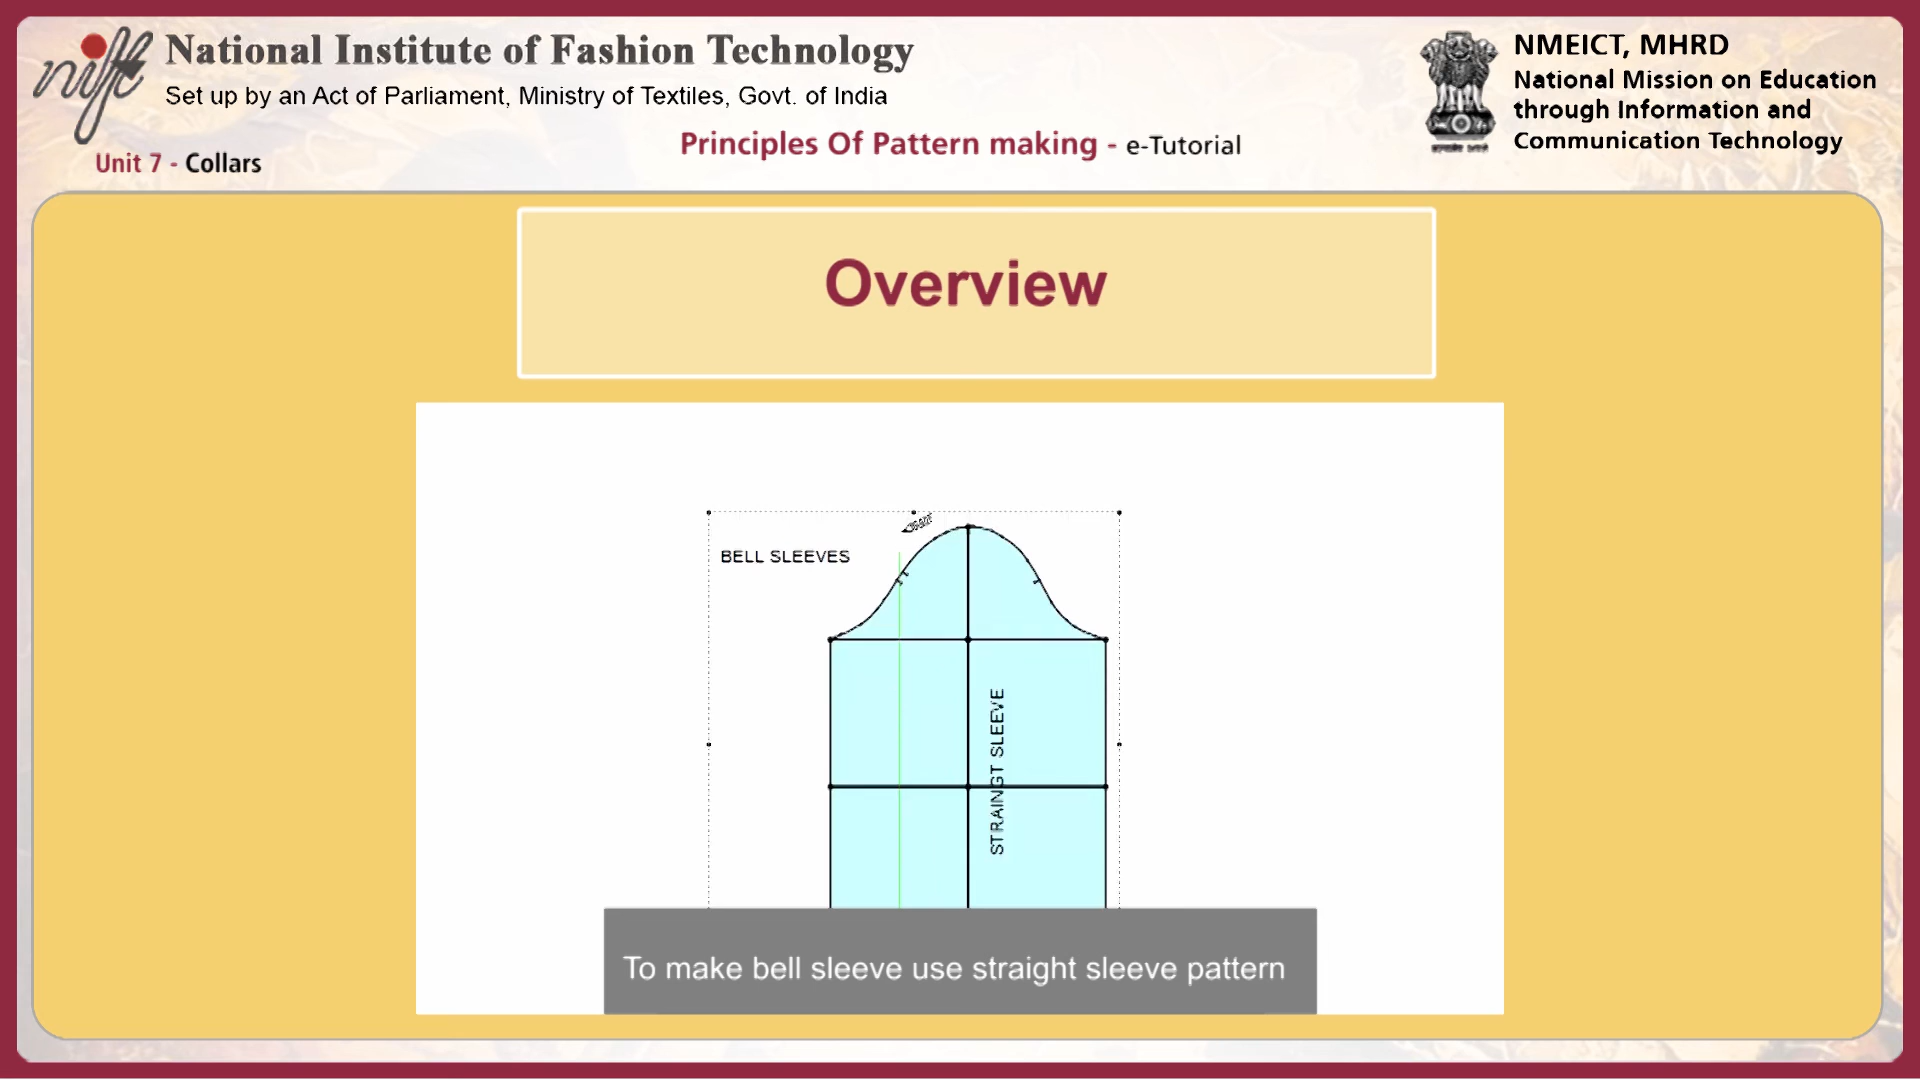 nift
National Institute of Fashion Technology
Set up by an Act of Parliament, Ministry of Textiles, Govt. of India
NMEICT, MHRD
National Mission on Education
through Information and
Communication Technology
Principles Of Pattern making - e-Tutorial
Unit 7 - Collars
Overview
BELL SLEEVES
STRAINGT SLEEVE
To make bell sleeve use straight sleeve pattern